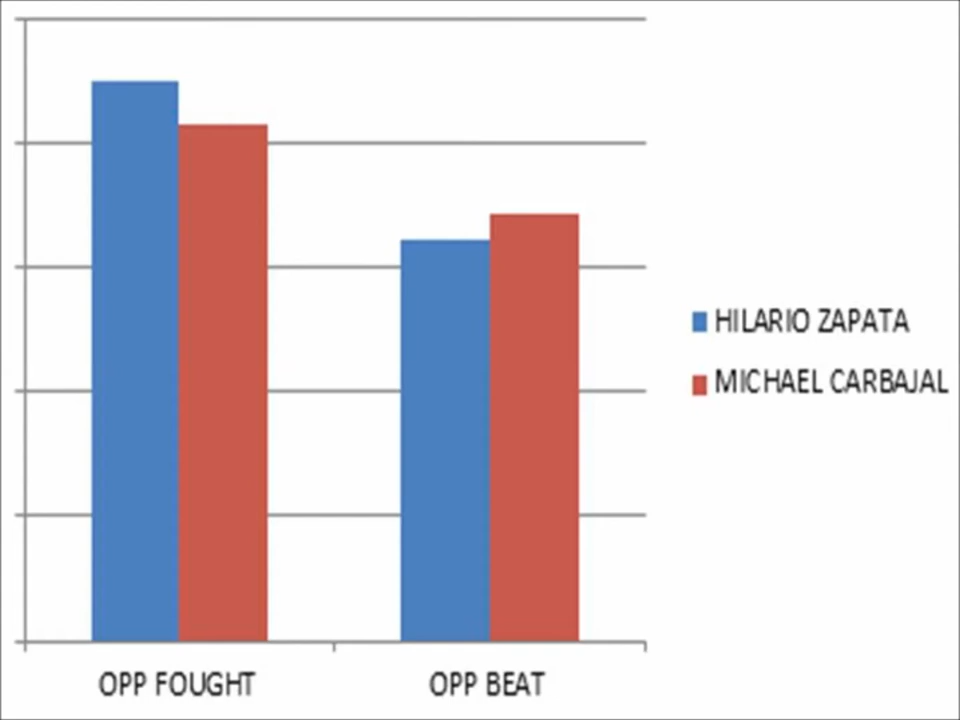 HILARIO ZAPATA
MICHAEL CARBAJAL
OPP FOUGHT
OPP BEAT